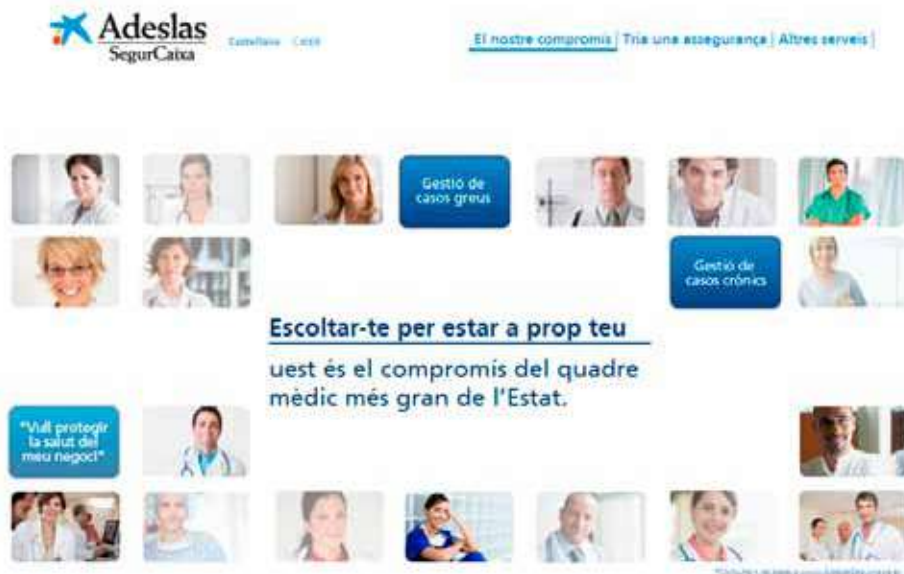 Adeslas
SegurCaixa
Castellano Català
El nostre compromís | Tria una assegurança | Altres serveis |
Gestió de
casos greus
Gestió de
casos crònics
Escoltar-te per estar a prop teu
uest és el compromís del quadre
mèdic més gran de l'Estat.
"Vull protegir
la salut del
meu negoci"